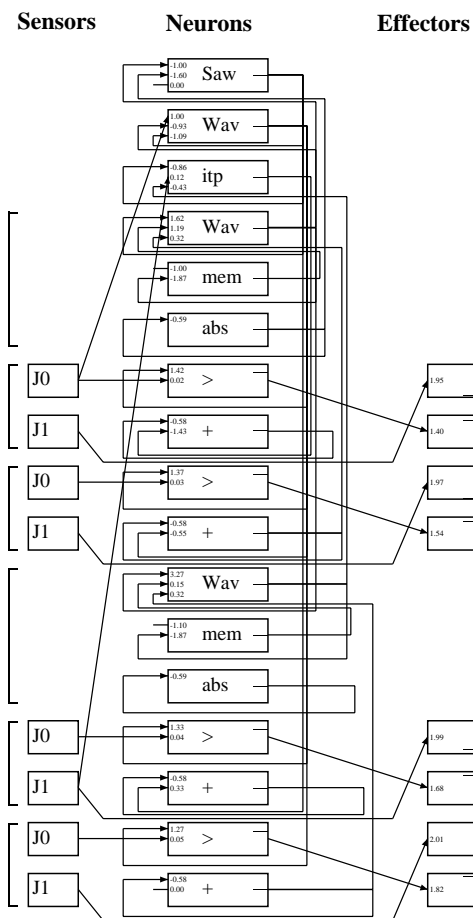 Sensors Neurons Effectors
-1.00
-1.60 Saw
0.00
1.00
-0.93 Wav
-1.09
-0.86
0.12 itp
-0.43
1.62
1.19 Wav
0.32
-1.00
-1.87 mem
-0.59 abs
J0 1.42 1.95
0.02 >
J1 -0.58 1.40
-1.43 +
J0 1.37 1.97
0.03 >
J1 -0.58 1.54
-0.55 +
3.27
0.15 Wav
0.32
-1.10
-1.87 mem
-0.59 abs
J0 1.33 1.99
0.04 >
J1 -0.58 1.68
0.33 +
J0 1.27 2.01
0.05 >
J1 -0.58 1.82
0.00 +